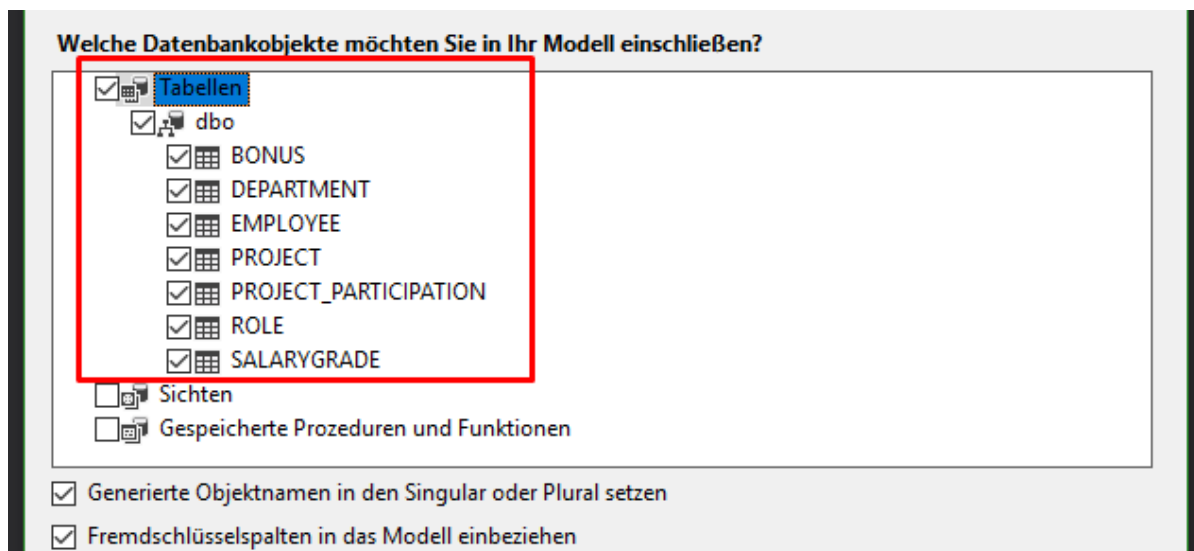 Welche Datenbankobjekte möchten Sie in Ihr Modell einschließen?
Tabellen
dbo
BONUS
DEPARTMENT
EMPLOYEE
PROJECT
PROJECT_PARTICIPATION
ROLE
SALARYGRADE
Sichten
Gespeicherte Prozeduren und Funktionen
Generierte Objektnamen in den Singular oder Plural setzen
Fremdschlüsselspalten in das Modell einbeziehen